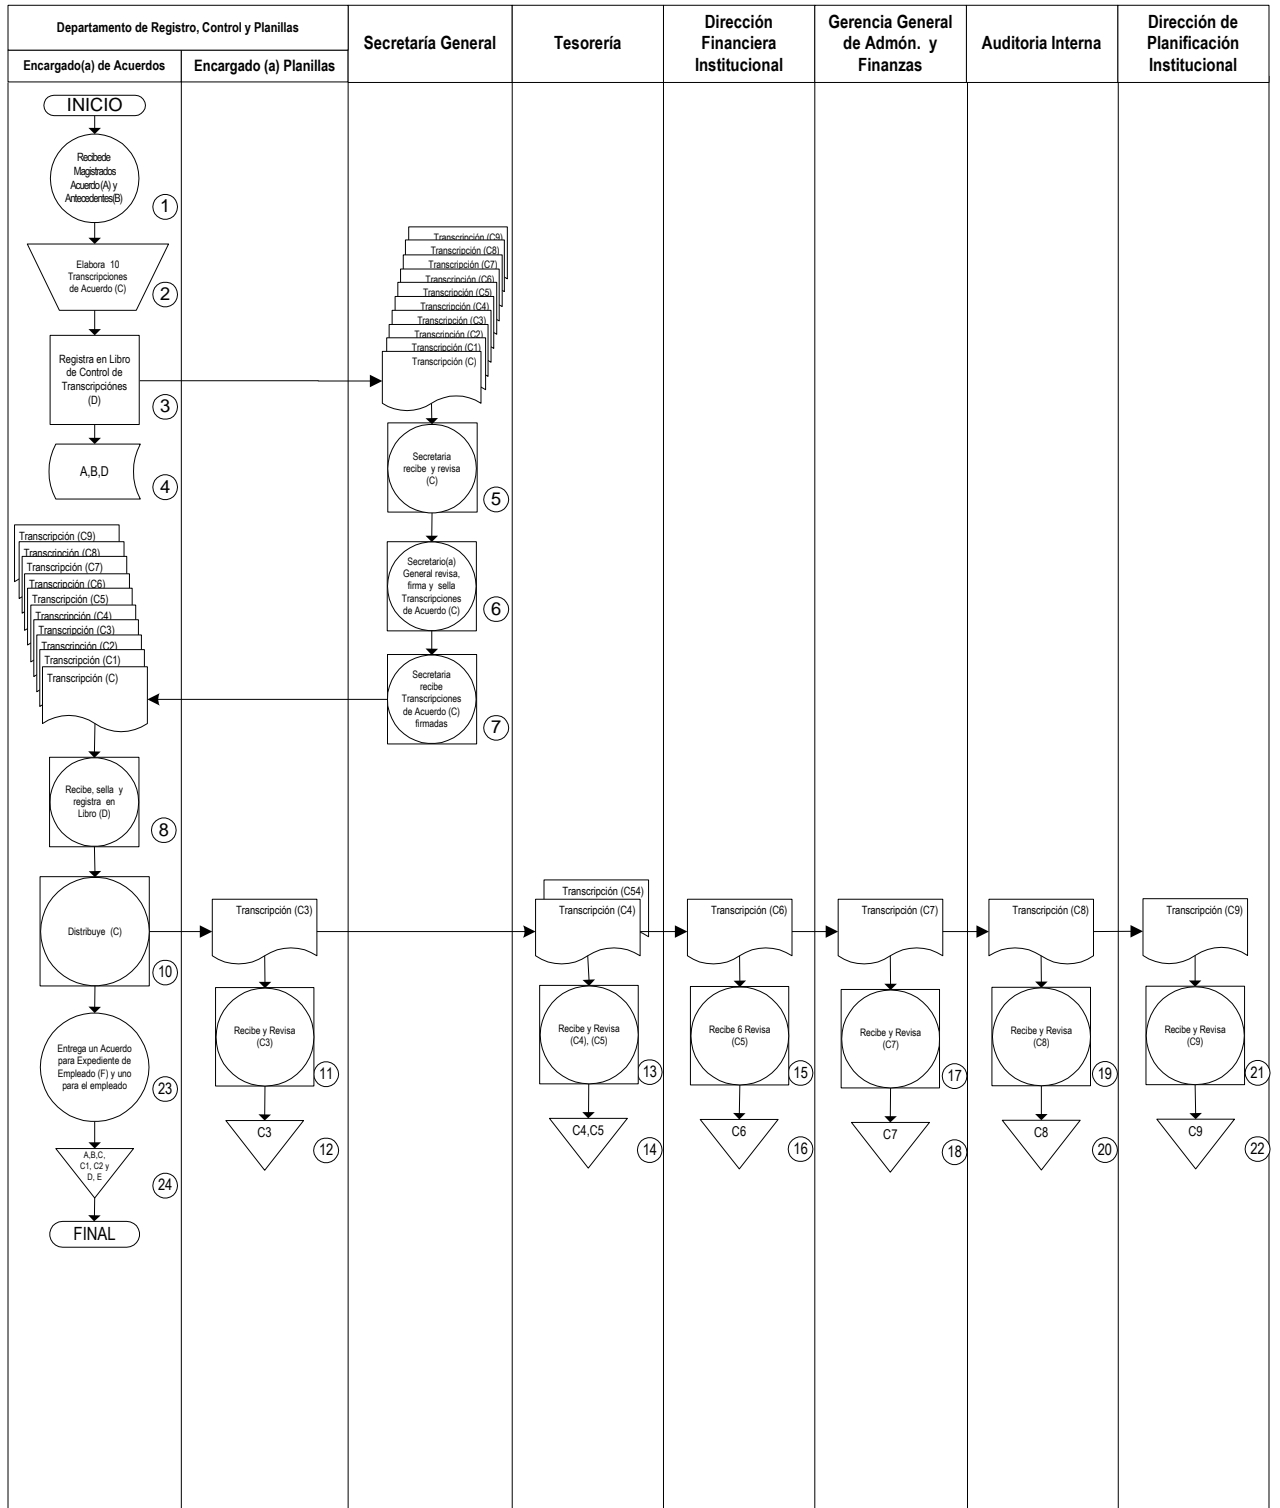 Departamento de Registro, Control y Planillas
Encargado(a) de Acuerdos
Encargado (a) Planillas
Secretaría General
Tesorería
Dirección
Financiera
Institucional
Gerencia General
de Admón. y
Finanzas
Auditoria Interna
Dirección de
Planificación
Institucional
INICIO
Recibede
Magistrados
Acuerdo(A) y
Antecedentes(B)
1
Elabora 10
Transcripciones
de Acuerdo (C)
2
Registra en Libro
de Control de
Transcripciónes
(D)
3
A,B,D
4
Transcripción (C9)
Transcripción (C8)
Transcripción (C7)
Transcripción (C6)
Transcripción (C5)
Transcripción (C4)
Transcripción (C3)
Transcripción (C2)
Transcripción (C1)
Transcripción (C)
Secretaria
recibe y revisa
(C)
5
Secretario(a)
General revisa,
firma y sella
Transcripciones
de Acuerdo (C)
6
Secretaria
recibe
Transcripciones
de Acuerdo (C)
firmadas
7
Transcripción (C9)
Transcripción (C8)
Transcripción (C7)
Transcripción (C6)
Transcripción (C5)
Transcripción (C4)
Transcripción (C3)
Transcripción (C2)
Transcripción (C1)
Transcripción (C)
Recibe, sella y
registra en
Libro (D)
8
Distribuye (C)
10
Transcripción (C3)
Recibe y Revisa
(C3)
11
C3
12
Transcripción (C54)
Transcripción (C4)
Recibe y Revisa
(C4), (C5)
13
C4,C5
14
Transcripción (C6)
Recibe 6 Revisa
(C5)
15
C6
16
Transcripción (C7)
Recibe y Revisa
(C7)
17
C7
18
Transcripción (C8)
Recibe y Revisa
(C8)
19
C8
20
Transcripción (C9)
Recibe y Revisa
(C9)
21
C9
22
Entrega un Acuerdo
para Expediente de
Empleado (F) y uno
para el empleado
23
A,B,C,
C1, C2 y
D, E
24
FINAL